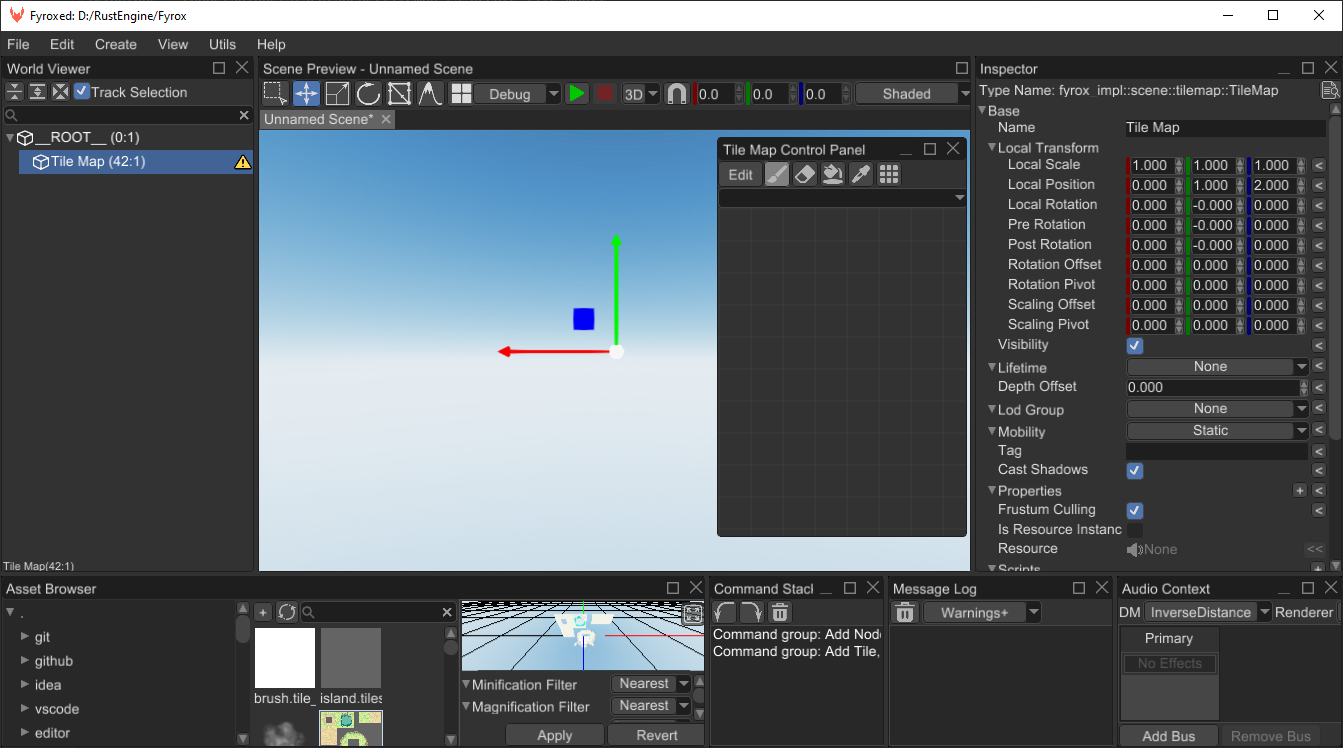 Fyroxed: D:/RustEngine/Fyrox
File Edit Create View Utils Help
World Viewer
Track Selection
__ROOT__ (0:1)
Tile Map (42:1)
Tile Map(42:1)
Scene Preview - Unnamed Scene
Debug 3D 0.0 0.0 0.0 Shaded
Unnamed Scene*
Tile Map Control Panel
Edit
Inspector
Type Name: fyrox_impl::scene::tilemap::TileMap
Base
Name Tile Map
Local Transform
Local Scale 1.000 1.000 1.000 <
Local Position 0.000 1.000 2.000 <
Local Rotation 0.000 -0.000 0.000 <
Pre Rotation 0.000 -0.000 0.000 <
Post Rotation 0.000 -0.000 0.000 <
Rotation Offset 0.000 0.000 0.000 <
Rotation Pivot 0.000 0.000 0.000 <
Scaling Offset 0.000 0.000 0.000 <
Scaling Pivot 0.000 0.000 0.000 <
Visibility <
Lifetime None <
Depth Offset 0.000 <
Lod Group None <
Mobility Static <
Tag <
Cast Shadows <
Properties + <
Frustum Culling <
Is Resource Instanc
Resource None <<
Scripts +
Asset Browser
.
git
github
idea
vscode
editor
+
brush.tile_ island.tiles
Minification Filter Nearest
Magnification Filter Nearest
Apply Revert
Command Stacl
Command group: Add Nod
Command group: Add Tile,
Message Log
Warnings+
Audio Context
DM InverseDistance Renderer
Primary
No Effects
Add Bus Remove Bus